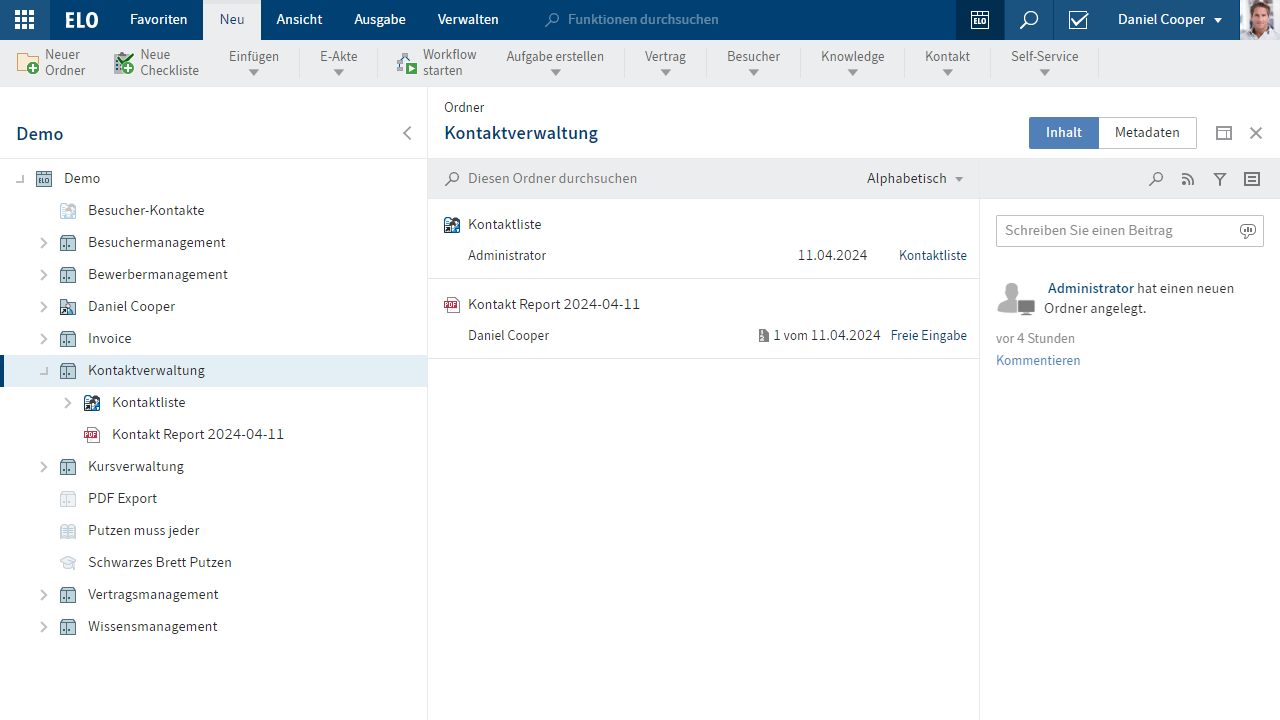 ELO
Favoriten
Neu
Ansicht
Ausgabe
Verwalten
Funktionen durchsuchen
ELO
Daniel Cooper
Neuer
Ordner
Neue
Checkliste
Einfügen
E-Akte
Workflow
starten
Aufgabe erstellen
Vertrag
Besucher
Knowledge
Kontakt
Self-Service
Demo
Demo
Besucher-Kontakte
Besuchermanagement
Bewerbermanagement
Daniel Cooper
Invoice
Kontaktverwaltung
Kontaktliste
Kontakt Report 2024-04-11
Kursverwaltung
PDF Export
Putzen muss jeder
Schwarzes Brett Putzen
Vertragsmanagement
Wissensmanagement
Ordner
Kontaktverwaltung
Inhalt
Metadaten
Diesen Ordner durchsuchen
Alphabetisch
Kontaktliste
Administrator 11.04.2024 Kontaktliste
PDF Kontakt Report 2024-04-11
Daniel Cooper 1 vom 11.04.2024 Freie Eingabe
Schreiben Sie einen Beitrag
Administrator hat einen neuen
Ordner angelegt.
vor 4 Stunden
Kommentieren